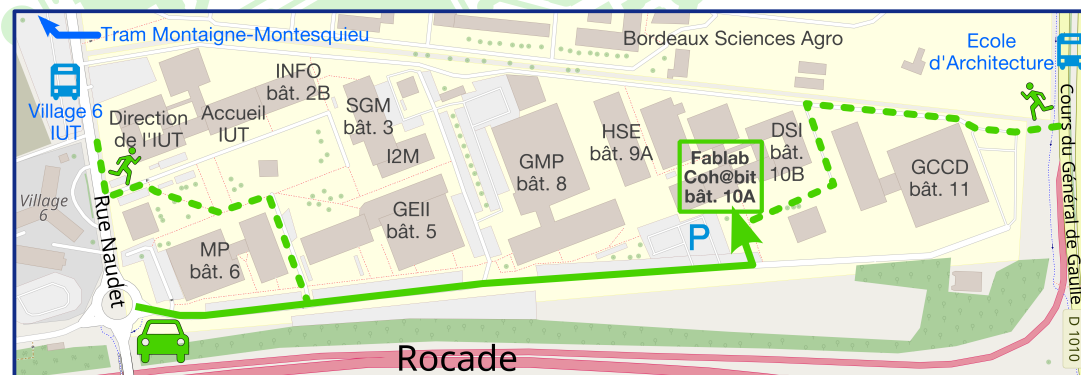 Tram Montaigne-Montesquieu
Bordeaux Sciences Agro
Ecole
d'Architecture
Village 6
IUT
Direction
de l'IUT
Accueil
IUT
INFO
bât. 2B
SGM
bât. 3
I2M
GMP
bât. 8
HSE
bât. 9A
Fablab
Coh@bit
bât. 10A
DSI
bât.
10B
GCCD
bât. 11
Village
6
Rue Naudet
MP
bât. 6
GEII
bât. 5
P
Cours du Général de Gaulle
D 1010
Rocade